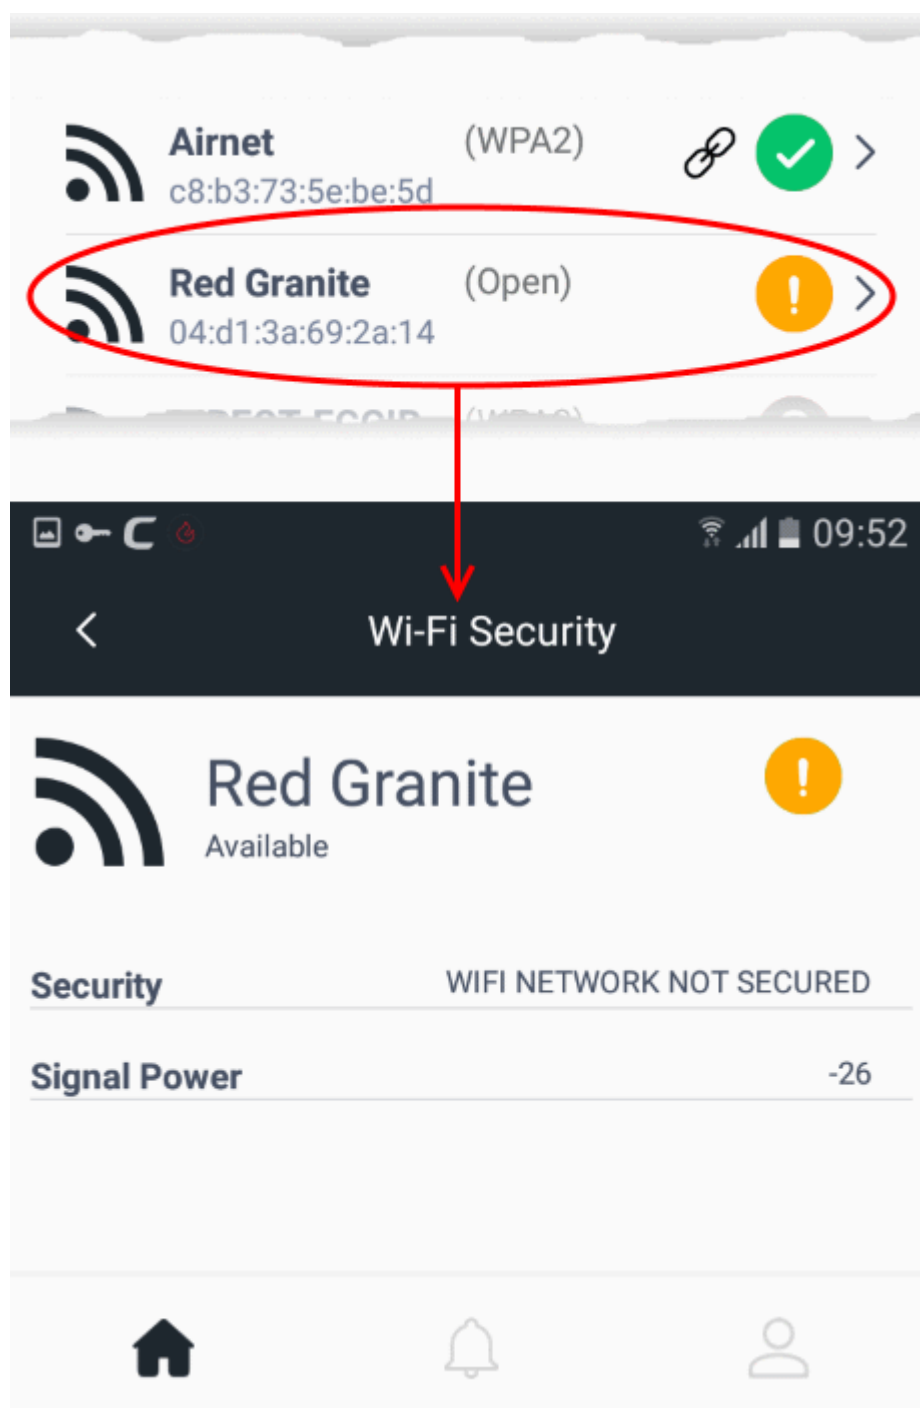 Airnet (WPA2)
c8:b3:73:5e:be:5d
Red Granite (Open)
04:d1:3a:69:2a:14
09:52
Wi-Fi Security
Red Granite
Available
Security WIFI NETWORK NOT SECURED
Signal Power -26